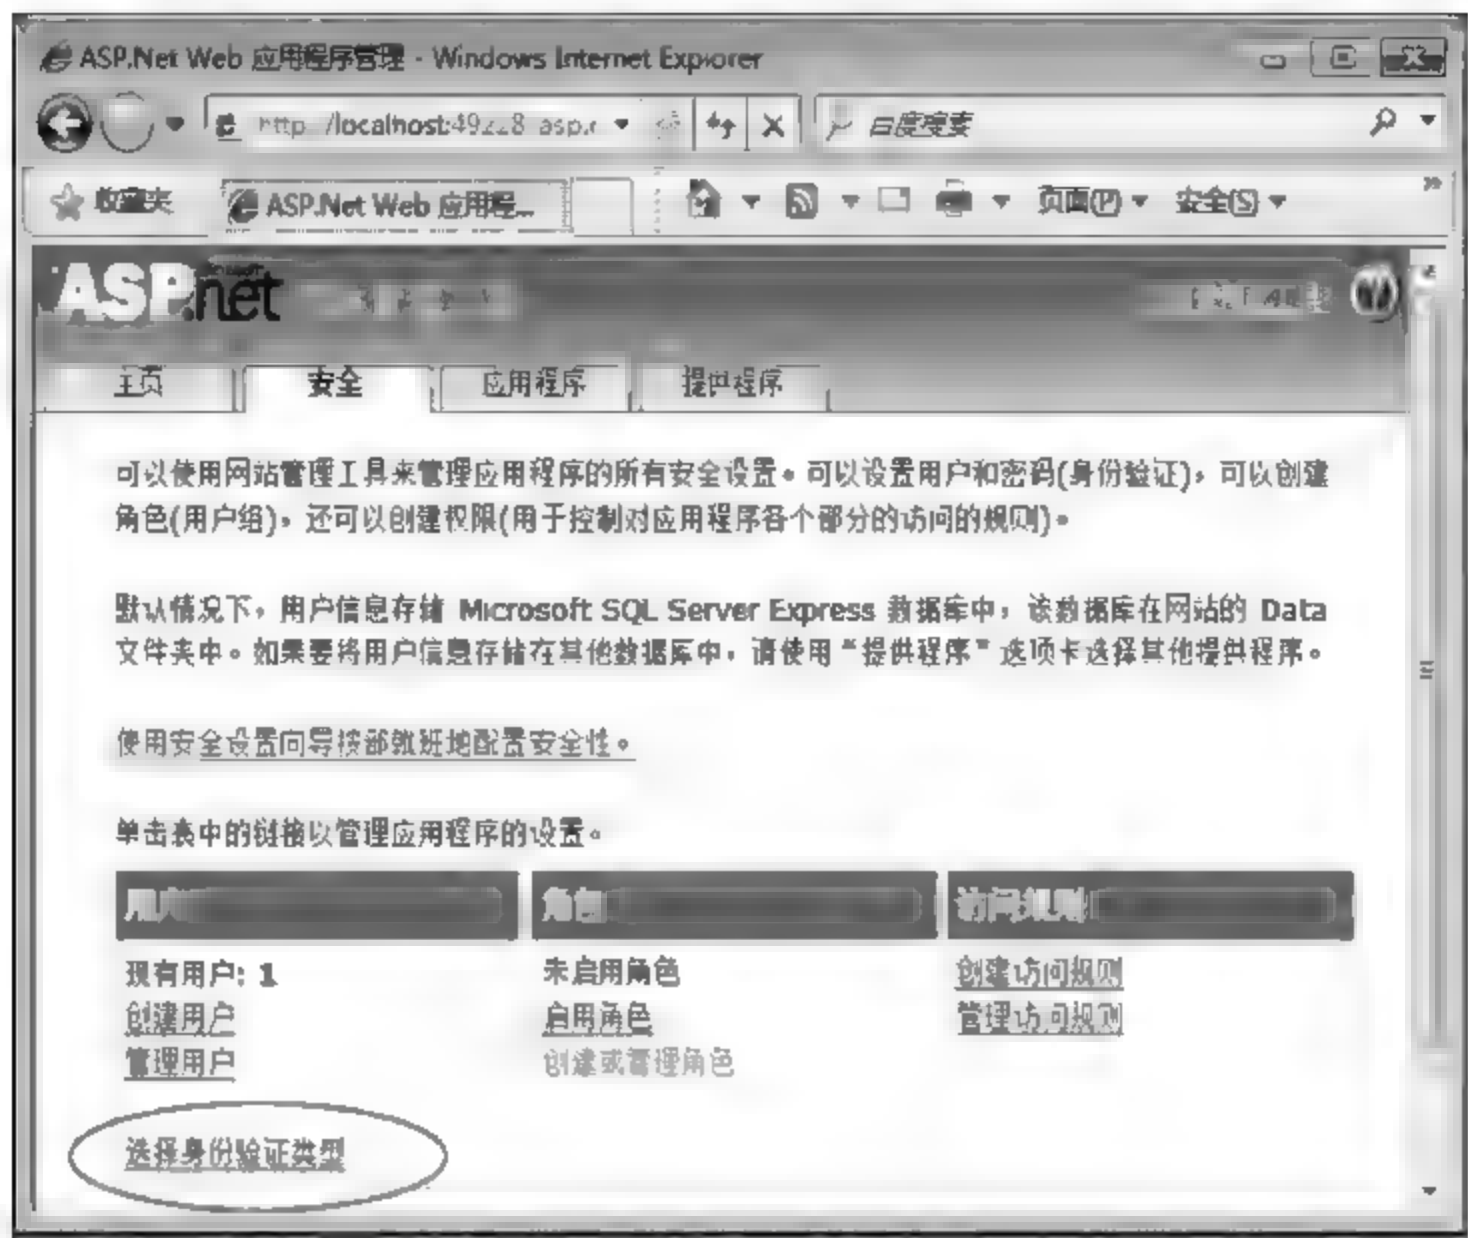 ASP.Net Web 应用程序管理 - Windows Internet Explorer
百度搜索
收藏夹
ASP.Net Web 应用程...
页面(P)
安全(S)
ASP.net
主页
安全
应用程序
提供程序
可以使用网站管理工具来管理应用程序的所有安全设置。可以设置用户和密码(身份验证)，可以创建
角色(用户组)，还可以创建权限(用于控制对应用程序各个部分的访问的规则)。
默认情况下，用户信息存储 Microsoft SQL Server Express 数据库中，该数据库在网站的 Data
文件夹中。如果要将用户信息存储在其他数据库中，请使用“提供程序”选项卡选择其他提供程序。
使用安全设置向导按部就班地配置安全性。
单击表中的链接以管理应用程序的设置。
用户
角色
访问规则
现有用户: 1
未启用角色
创建访问规则
创建用户
启用角色
管理访问规则
管理用户
创建或管理角色
选择身份验证类型